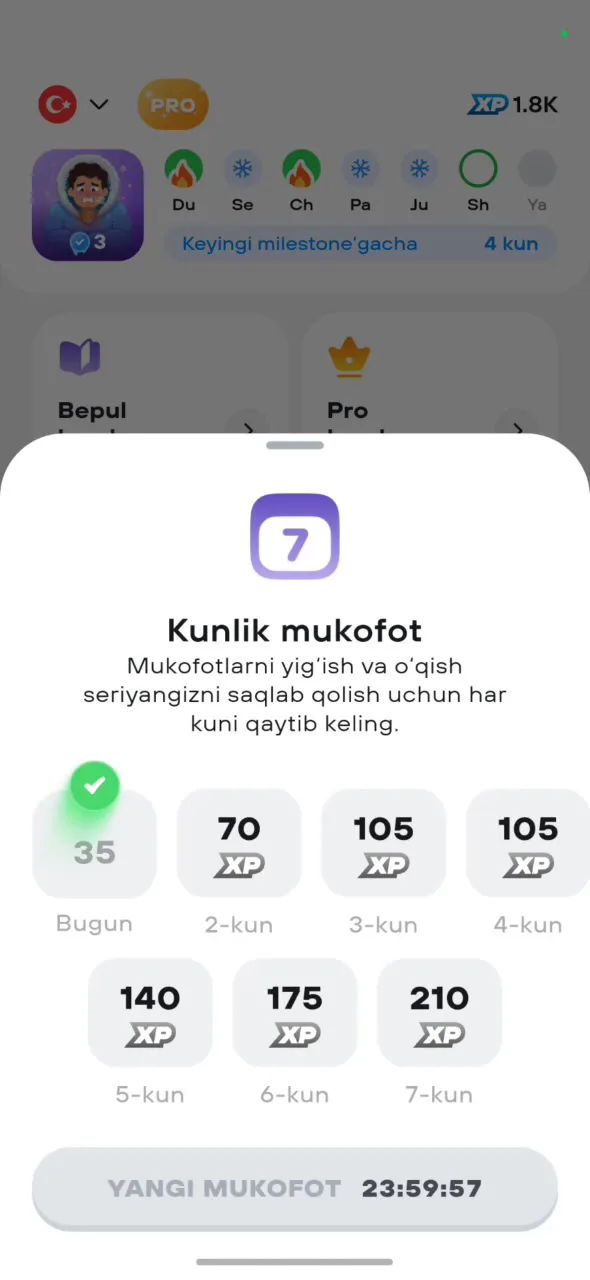 PRO
XP 1.8K
Du Se Ch Pa Ju Sh Ya
3
Keyingi milestone'gacha 4 kun
Bepul
Pro
7
Kunlik mukofot
Mukofotlarni yig‘ish va o‘qish
seriyangizni saqlab qolish uchun har
kuni qaytib keling.
35
70 105 105
XP XP XP
Bugun 2-kun 3-kun 4-kun
140 175 210
XP XP XP
5-kun 6-kun 7-kun
YANGI MUKOFOT 23:59:57